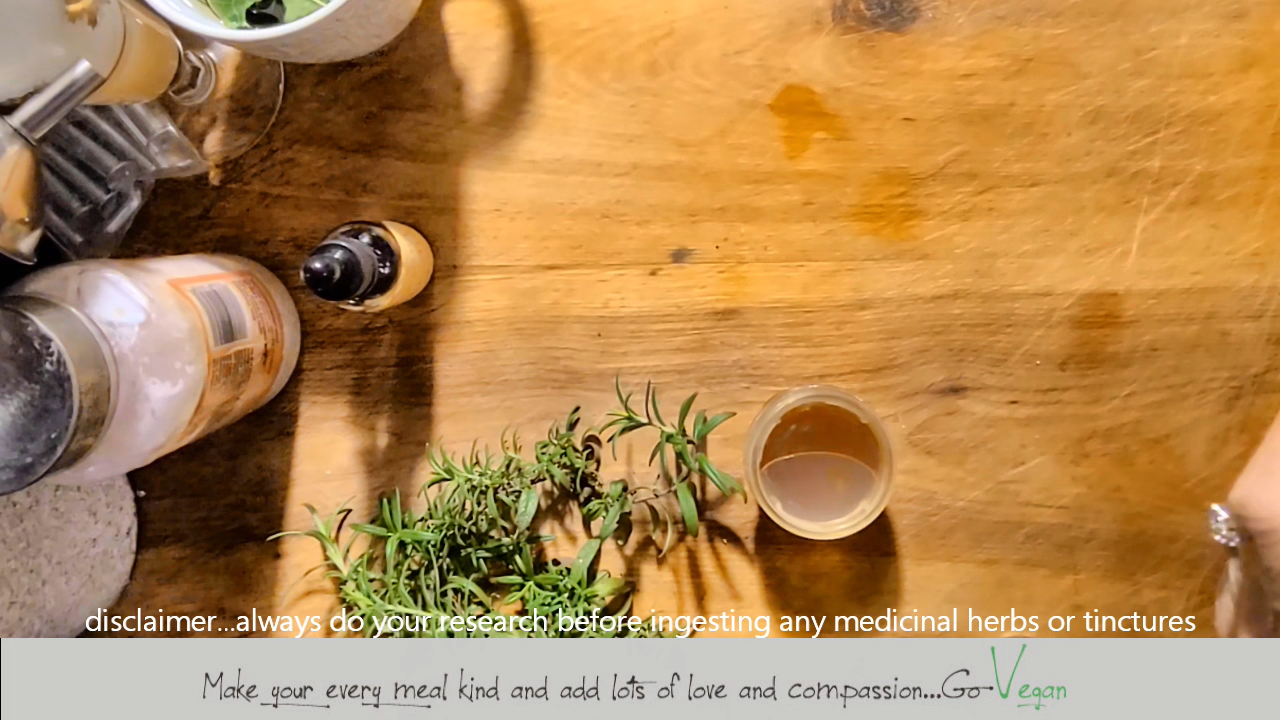 disclaimer...always do your research before ingesting any medicinal herbs or tinctures
Make your every meal kind and add lots of love and compassion...Go Vegan